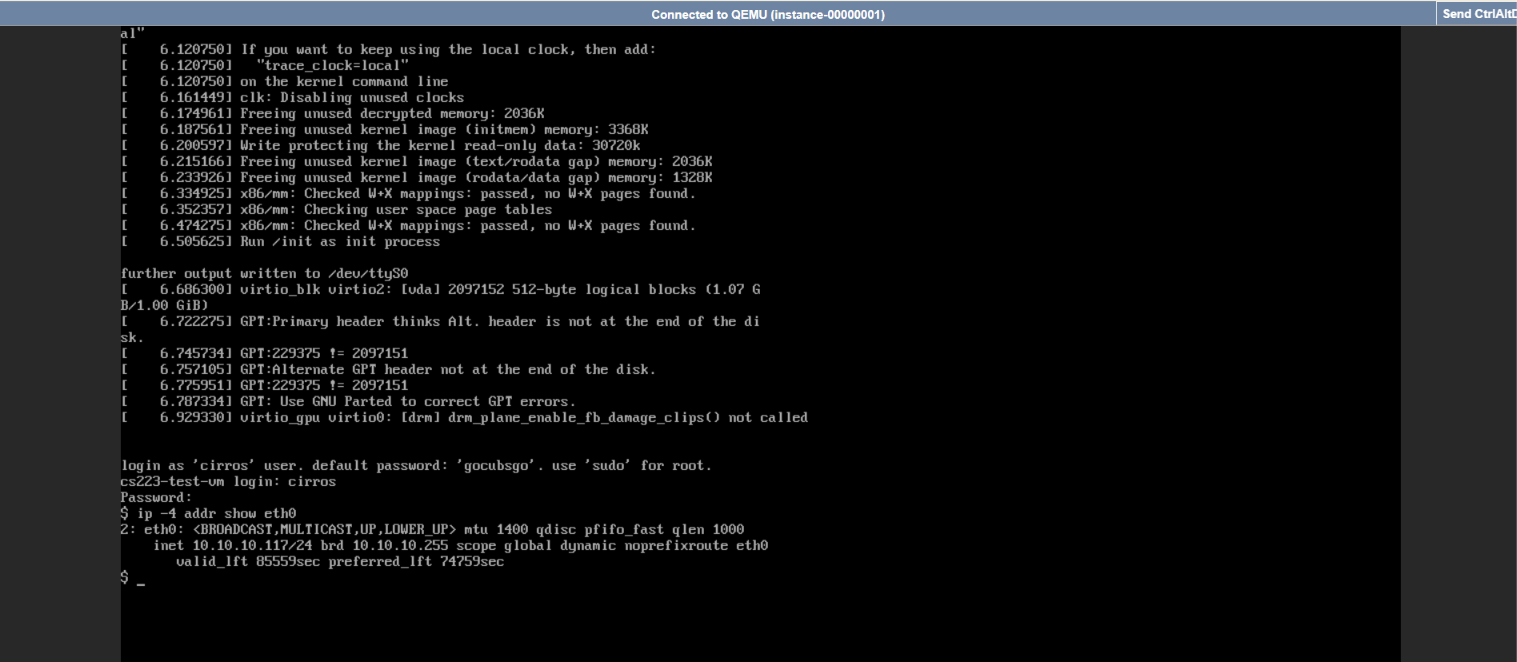 Connected to QEMU (instance-00000001)
Send CtrlAltD
al"
[    6.120750] If you want to keep using the local clock, then add:
[    6.120750]   "trace_clock=local"
[    6.120750] on the kernel command line
[    6.161449] clk: Disabling unused clocks
[    6.174961] Freeing unused decrypted memory: 2036K
[    6.187561] Freeing unused kernel image (initmem) memory: 3368K
[    6.200597] Write protecting the kernel read-only data: 30720k
[    6.215166] Freeing unused kernel image (text/rodata gap) memory: 2036K
[    6.233926] Freeing unused kernel image (rodata/data gap) memory: 1328K
[    6.334925] x86/mm: Checked W+X mappings: passed, no W+X pages found.
[    6.352357] x86/mm: Checking user space page tables
[    6.474275] x86/mm: Checked W+X mappings: passed, no W+X pages found.
[    6.505625] Run /init as init process
further output written to /dev/ttyS0
[    6.686300] virtio_blk virtio2: [vda] 2097152 512-byte logical blocks (1.07 G
B/1.00 GiB)
[    6.722275] GPT:Primary header thinks Alt. header is not at the end of the di
sk.
[    6.745734] GPT:229375 != 2097151
[    6.757105] GPT:Alternate GPT header not at the end of the disk.
[    6.775951] GPT:229375 != 2097151
[    6.787334] GPT: Use GNU Parted to correct GPT errors.
[    6.929330] virtio_gpu virtio0: [drm] drm_plane_enable_fb_damage_clips() not called
login as 'cirros' user. default password: 'gocubsgo'. use 'sudo' for root.
cs223-test-vm login: cirros
Password:
$ ip -4 addr show eth0
2: eth0: <BROADCAST,MULTICAST,UP,LOWER_UP> mtu 1400 qdisc pfifo_fast qlen 1000
    inet 10.10.10.117/24 brd 10.10.10.255 scope global dynamic noprefixroute eth0
       valid_lft 85559sec preferred_lft 74759sec
$ _